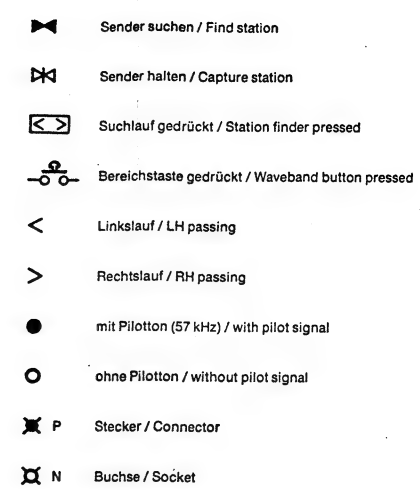 Sender suchen / Find station
Sender halten / Capture station
< > Suchlauf gedrückt / Station finder pressed
Bereichstaste gedrückt / Waveband button pressed
< Linkslauf / LH passing
> Rechtslauf / RH passing
mit Pilotton (57 kHz) / with pilot signal
ohne Pilotton / without pilot signal
P Stecker / Connector
N Buchse / Socket